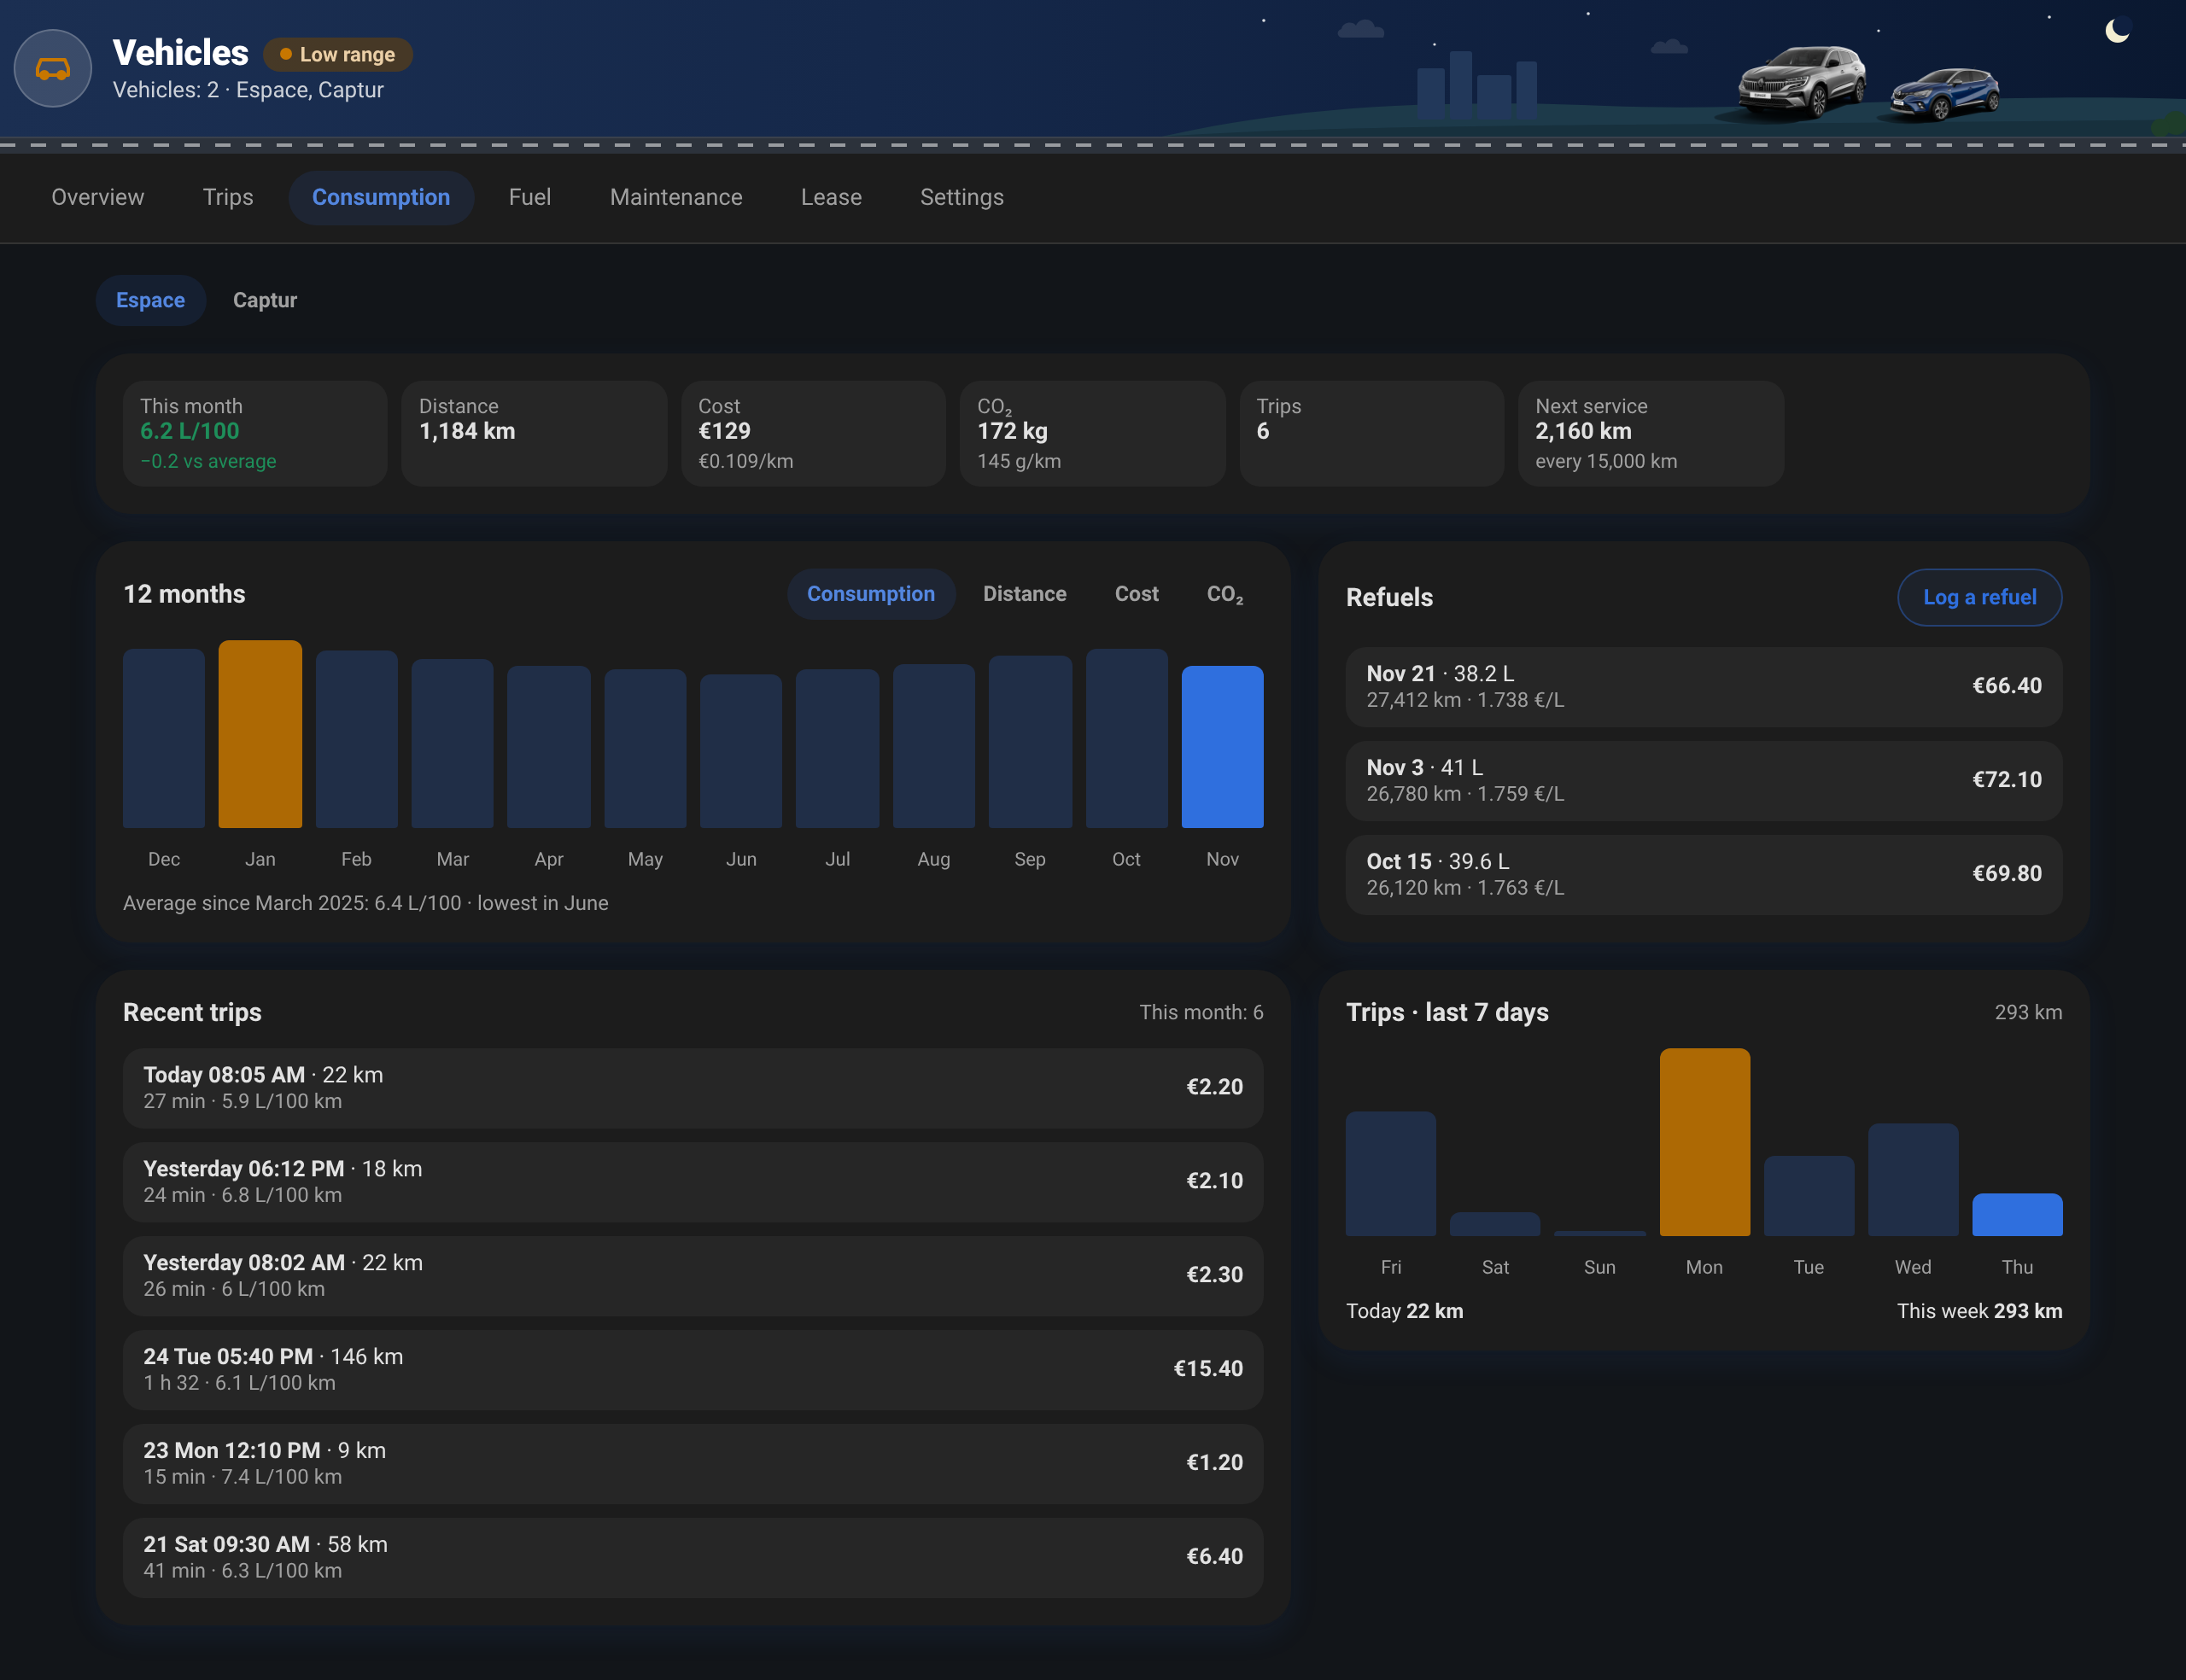 Vehicles
Low range
Vehicles: 2 · Espace, Captur
Overview
Trips
Consumption
Fuel
Maintenance
Lease
Settings
Espace
Captur
This month
6.2 L/100
−0.2 vs average
Distance
1,184 km
Cost
€129
€0.109/km
CO₂
172 kg
145 g/km
Trips
6
Next service
2,160 km
every 15,000 km
12 months
Consumption
Distance
Cost
CO₂
Dec
Jan
Feb
Mar
Apr
May
Jun
Jul
Aug
Sep
Oct
Nov
Average since March 2025: 6.4 L/100 · lowest in June
Refuels
Log a refuel
Nov 21 · 38.2 L
27,412 km · 1.738 €/L
€66.40
Nov 3 · 41 L
26,780 km · 1.759 €/L
€72.10
Oct 15 · 39.6 L
26,120 km · 1.763 €/L
€69.80
Recent trips
This month: 6
Today 08:05 AM · 22 km
27 min · 5.9 L/100 km
€2.20
Yesterday 06:12 PM · 18 km
24 min · 6.8 L/100 km
€2.10
Yesterday 08:02 AM · 22 km
26 min · 6 L/100 km
€2.30
24 Tue 05:40 PM · 146 km
1 h 32 · 6.1 L/100 km
€15.40
23 Mon 12:10 PM · 9 km
15 min · 7.4 L/100 km
€1.20
21 Sat 09:30 AM · 58 km
41 min · 6.3 L/100 km
€6.40
Trips · last 7 days
293 km
Fri
Sat
Sun
Mon
Tue
Wed
Thu
Today 22 km
This week 293 km